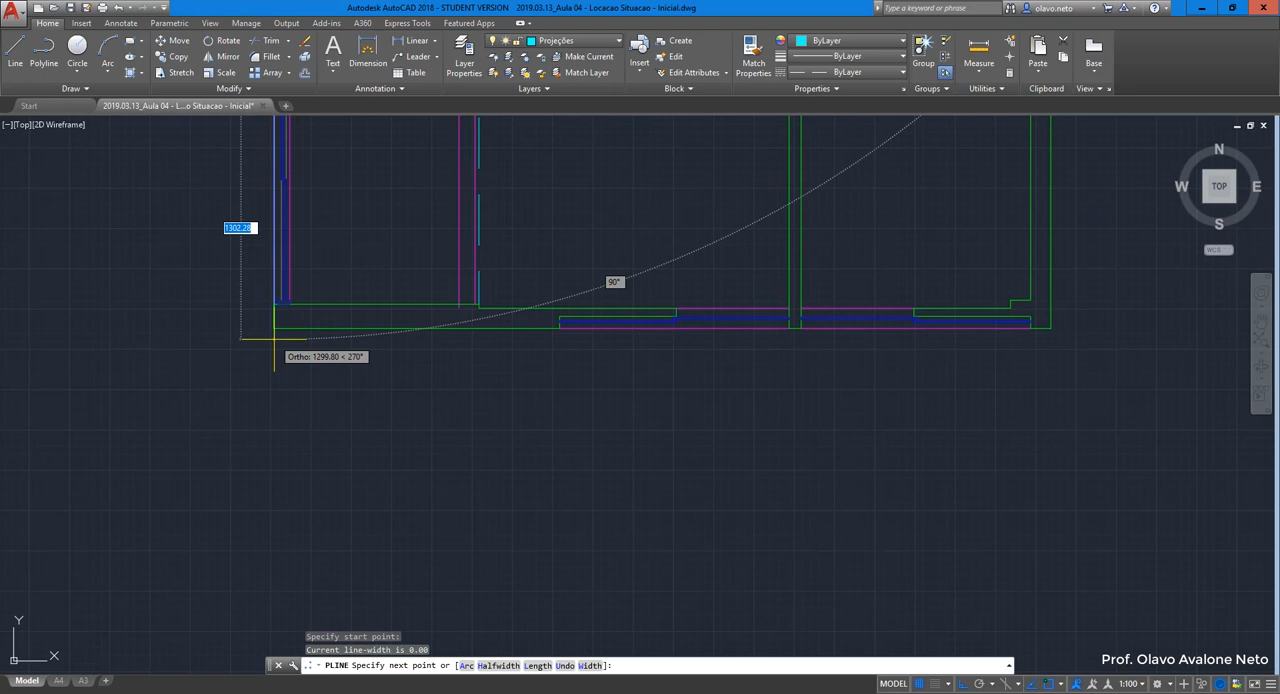 Autodesk AutoCAD 2018 - STUDENT VERSION 2019.03.13_Aula 04 - Locacao Situacao - Inicial.dwg
Type a keyword or phrase
olavo.neto
Home Insert Annotate Parametric View Manage Output Add-ins A360 Express Tools Featured Apps
Line Polyline Circle Arc
Move Rotate Trim
Copy Mirror Fillet
Stretch Scale Array
Draw
Modify
Text Dimension
Linear
Leader
Table
Annotation
Layer Properties
Projeções
Make Current
Match Layer
Layers
Insert
Create
Edit
Edit Attributes
Block
Match Properties
ByLayer
ByLayer
ByLayer
Properties
Group
Groups
Measure
Utilities
Paste
Clipboard
Base
View
Start
2019.03.13_Aula 04 - L...o Situacao - Inicial*
[−][Top][2D Wireframe]
N
W TOP E
S
WCS
1302.28
90°
Ortho: 1299.80 < 270°
Y
X
Specify start point:
Current line-width is 0.00
PLINE Specify next point or [Arc Halfwidth Length Undo Width]:
Prof. Olavo Avalone Neto
Model A4 A3
MODEL
1:100